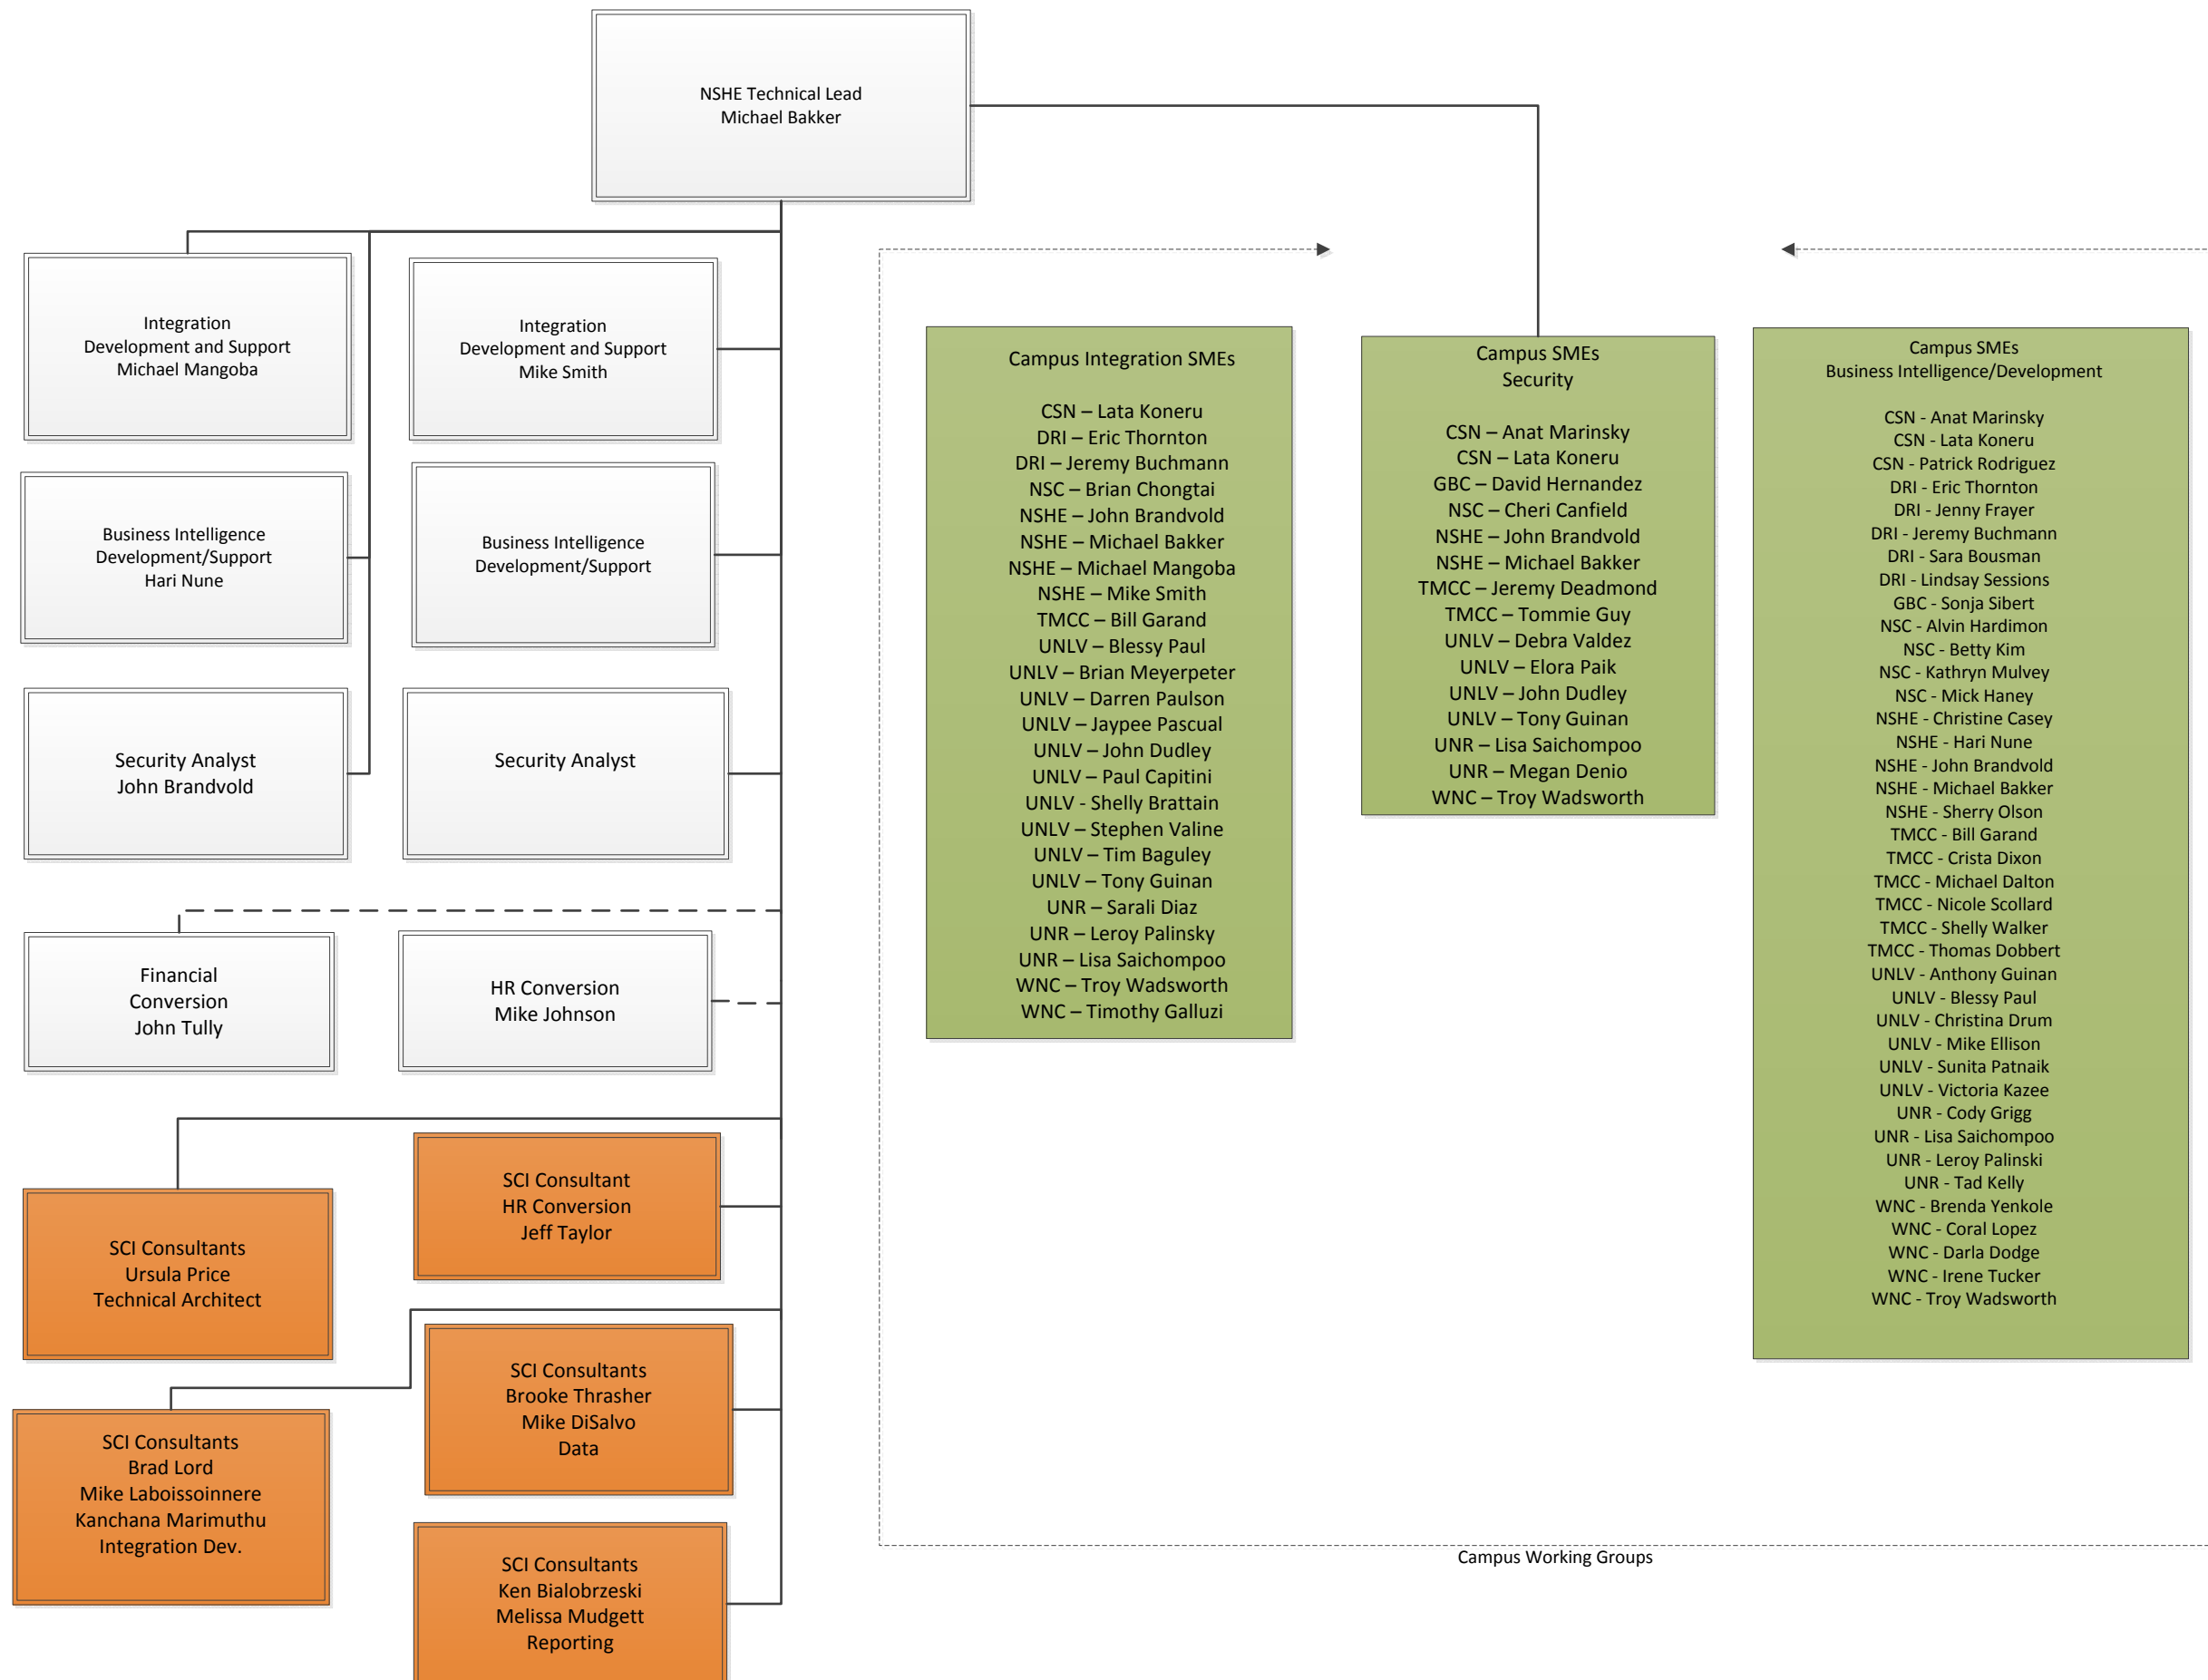 NSHE Technical Lead
Michael Bakker
Integration
Development and Support
Michael Mangoba
Integration
Development and Support
Mike Smith
Business Intelligence
Development/Support
Hari Nune
Business Intelligence
Development/Support
Security Analyst
John Brandvold
Security Analyst
Financial
Conversion
John Tully
HR Conversion
Mike Johnson
SCI Consultants
Ursula Price
Technical Architect
SCI Consultant
HR Conversion
Jeff Taylor
SCI Consultants
Brad Lord
Mike Laboissoinnere
Kanchana Marimuthu
Integration Dev.
SCI Consultants
Brooke Thrasher
Mike DiSalvo
Data
SCI Consultants
Ken Bialobrzeski
Melissa Mudgett
Reporting
Campus Integration SMEs
CSN – Lata Koneru
DRI – Eric Thornton
DRI – Jeremy Buchmann
NSC – Brian Chongtai
NSHE – John Brandvold
NSHE – Michael Bakker
NSHE – Michael Mangoba
NSHE – Mike Smith
TMCC – Bill Garand
UNLV – Blessy Paul
UNLV – Brian Meyerpeter
UNLV – Darren Paulson
UNLV – Jaypee Pascual
UNLV – John Dudley
UNLV – Paul Capitini
UNLV - Shelly Brattain
UNLV – Stephen Valine
UNLV – Tim Baguley
UNLV – Tony Guinan
UNR – Sarali Diaz
UNR – Leroy Palinsky
UNR – Lisa Saichompoo
WNC – Troy Wadsworth
WNC – Timothy Galluzi
Campus SMEs
Security
CSN – Anat Marinsky
CSN – Lata Koneru
GBC – David Hernandez
NSC – Cheri Canfield
NSHE – John Brandvold
NSHE – Michael Bakker
TMCC – Jeremy Deadmond
TMCC – Tommie Guy
UNLV – Debra Valdez
UNLV – Elora Paik
UNLV – John Dudley
UNLV – Tony Guinan
UNR – Lisa Saichompoo
UNR – Megan Denio
WNC – Troy Wadsworth
Campus SMEs
Business Intelligence/Development
CSN - Anat Marinsky
CSN - Lata Koneru
CSN - Patrick Rodriguez
DRI - Eric Thornton
DRI - Jenny Frayer
DRI - Jeremy Buchmann
DRI - Sara Bousman
DRI - Lindsay Sessions
GBC - Sonja Sibert
NSC - Alvin Hardimon
NSC - Betty Kim
NSC - Kathryn Mulvey
NSC - Mick Haney
NSHE - Christine Casey
NSHE - Hari Nune
NSHE - John Brandvold
NSHE - Michael Bakker
NSHE - Sherry Olson
TMCC - Bill Garand
TMCC - Crista Dixon
TMCC - Michael Dalton
TMCC - Nicole Scollard
TMCC - Shelly Walker
TMCC - Thomas Dobbert
UNLV - Anthony Guinan
UNLV - Blessy Paul
UNLV - Christina Drum
UNLV - Mike Ellison
UNLV - Sunita Patnaik
UNLV - Victoria Kazee
UNR - Cody Grigg
UNR - Lisa Saichompoo
UNR - Leroy Palinski
UNR - Tad Kelly
WNC - Brenda Yenkole
WNC - Coral Lopez
WNC - Darla Dodge
WNC - Irene Tucker
WNC - Troy Wadsworth
Campus Working Groups